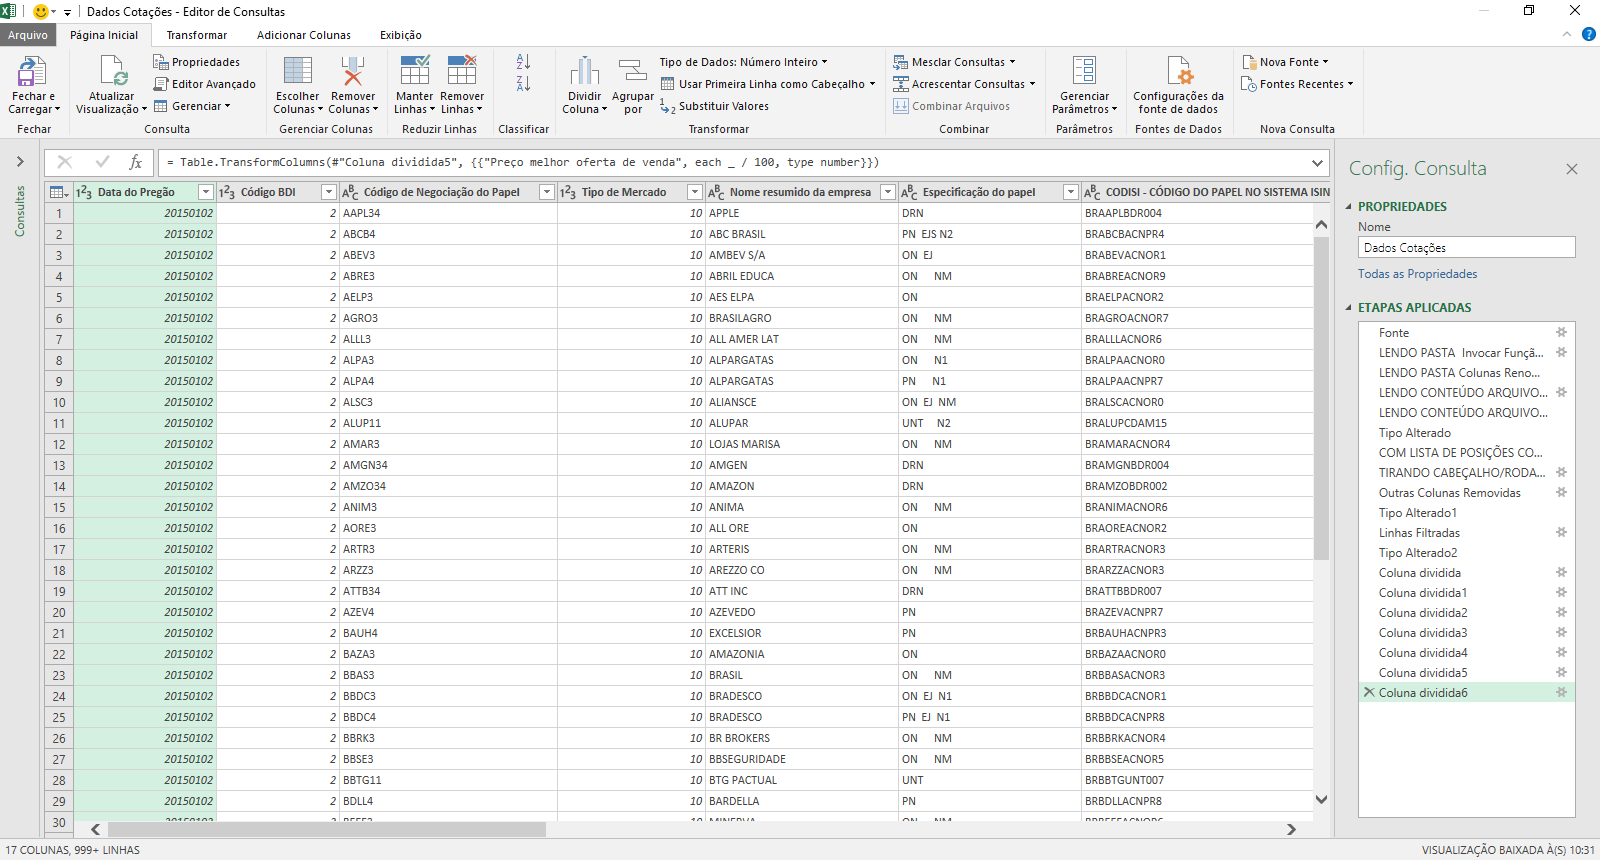 Dados Cotações - Editor de Consultas
Arquivo Página Inicial Transformar Adicionar Colunas Exibição
Fechar e Carregar
Fechar
Atualizar Visualização
Propriedades
Editor Avançado
Gerenciar
Consulta
Escolher Colunas
Remover Colunas
Gerenciar Colunas
Manter Linhas
Remover Linhas
Reduzir Linhas
Classificar
Dividir Coluna
Agrupar por
Tipo de Dados: Número Inteiro
Usar Primeira Linha como Cabeçalho
Substituir Valores
Transformar
Mesclar Consultas
Acrescentar Consultas
Combinar Arquivos
Combinar
Gerenciar Parâmetros
Parâmetros
Configurações da fonte de dados
Fontes de Dados
Nova Fonte
Fontes Recentes
Nova Consulta
Consultas
= Table.TransformColumns(#"Coluna dividida5", {{"Preço melhor oferta de venda", each _ / 100, type number}})
Data do Pregão Código BDI Código de Negociação do Papel Tipo de Mercado Nome resumido da empresa Especificação do papel CODISI - CÓDIGO DO PAPEL NO SISTEMA ISIN
1 20150102 2 AAPL34 10 APPLE DRN BRAAPLBDR004
2 20150102 2 ABCB4 10 ABC BRASIL PN EJS N2 BRABCBACNPR4
3 20150102 2 ABEV3 10 AMBEV S/A ON EJ BRABEVACNOR1
4 20150102 2 ABRE3 10 ABRIL EDUCA ON NM BRABREACNOR9
5 20150102 2 AELP3 10 AES ELPA ON BRAELPACNOR2
6 20150102 2 AGRO3 10 BRASILAGRO ON NM BRAGROACNOR7
7 20150102 2 ALLL3 10 ALL AMER LAT ON NM BRALLLACNOR6
8 20150102 2 ALPA3 10 ALPARGATAS ON N1 BRALPAACNOR0
9 20150102 2 ALPA4 10 ALPARGATAS PN N1 BRALPAACNPR7
10 20150102 2 ALSC3 10 ALIANSCE ON EJ NM BRALSCACNOR0
11 20150102 2 ALUP11 10 ALUPAR UNT N2 BRALUPCDAM15
12 20150102 2 AMAR3 10 LOJAS MARISA ON NM BRAMARACNOR4
13 20150102 2 AMGN34 10 AMGEN DRN BRAMGNBDR004
14 20150102 2 AMZO34 10 AMAZON DRN BRAMZOBDR002
15 20150102 2 ANIM3 10 ANIMA ON NM BRANIMACNOR6
16 20150102 2 AORE3 10 ALL ORE ON BRAOREACNOR2
17 20150102 2 ARTR3 10 ARTERIS ON NM BRARTRACNOR3
18 20150102 2 ARZZ3 10 AREZZO CO ON NM BRARZZACNOR3
19 20150102 2 ATTB34 10 ATT INC DRN BRATTBBDR007
20 20150102 2 AZEV4 10 AZEVEDO PN BRAZEVACNPR7
21 20150102 2 BAUH4 10 EXCELSIOR PN BRBAUHACNPR3
22 20150102 2 BAZA3 10 AMAZONIA ON BRBAZAACNOR0
23 20150102 2 BBAS3 10 BRASIL ON NM BRBBASACNOR3
24 20150102 2 BBDC3 10 BRADESCO ON EJ N1 BRBBDCACNOR1
25 20150102 2 BBDC4 10 BRADESCO PN EJ N1 BRBBDCACNPR8
26 20150102 2 BBRK3 10 BR BROKERS ON NM BRBBRKACNOR4
27 20150102 2 BBSE3 10 BBSEGURIDADE ON NM BRBBSEACNOR5
28 20150102 2 BBTG11 10 BTG PACTUAL UNT BRBBTGUNT007
29 20150102 2 BDLL4 10 BARDELLA PN BRBDLLACNPR8
30
Config. Consulta
PROPRIEDADES
Nome
Dados Cotações
Todas as Propriedades
ETAPAS APLICADAS
Fonte
LENDO PASTA Invocar Funçã...
LENDO PASTA Colunas Reno...
LENDO CONTEÚDO ARQUIVO...
LENDO CONTEÚDO ARQUIVO...
Tipo Alterado
COM LISTA DE POSIÇÕES CO...
TIRANDO CABEÇALHO/RODA...
Outras Colunas Removidas
Tipo Alterado1
Linhas Filtradas
Tipo Alterado2
Coluna dividida
Coluna dividida1
Coluna dividida2
Coluna dividida3
Coluna dividida4
Coluna dividida5
Coluna dividida6
17 COLUNAS, 999+ LINHAS
VISUALIZAÇÃO BAIXADA À(S) 10:31